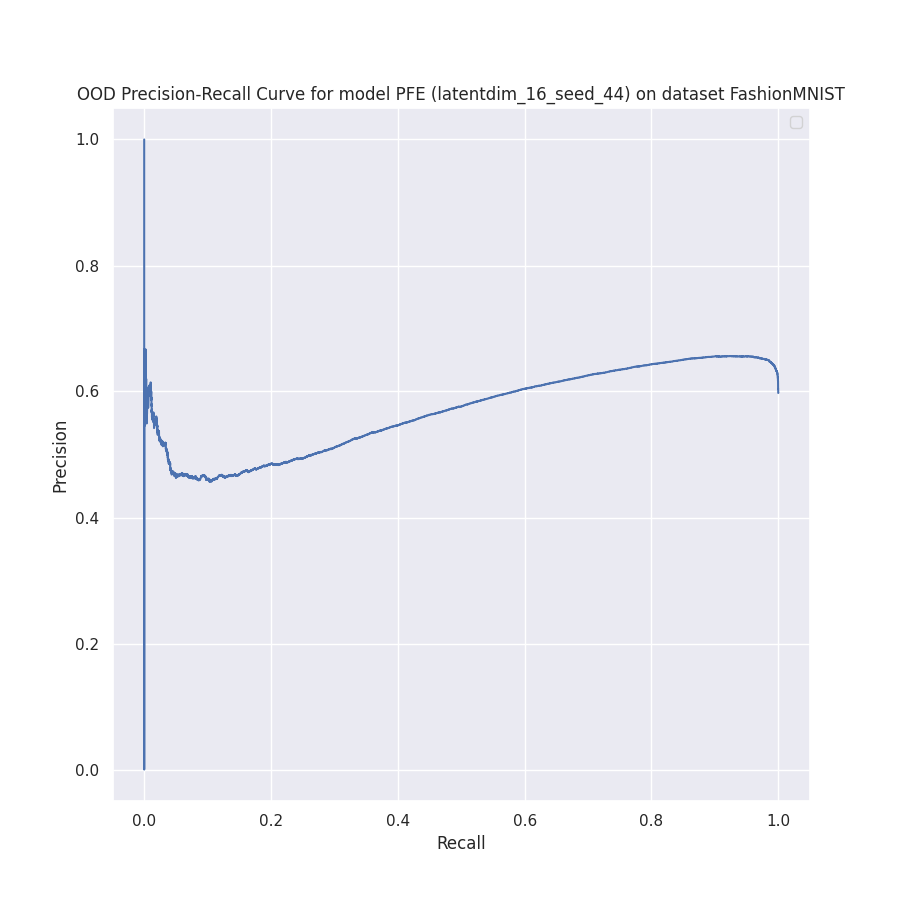 OOD Precision-Recall Curve for model PFE (latentdim_16_seed_44) on dataset FashionMNIST
1.0
0.8
0.6
0.4
0.2
0.0
Precision
0.0 0.2 0.4 0.6 0.8 1.0
Recall